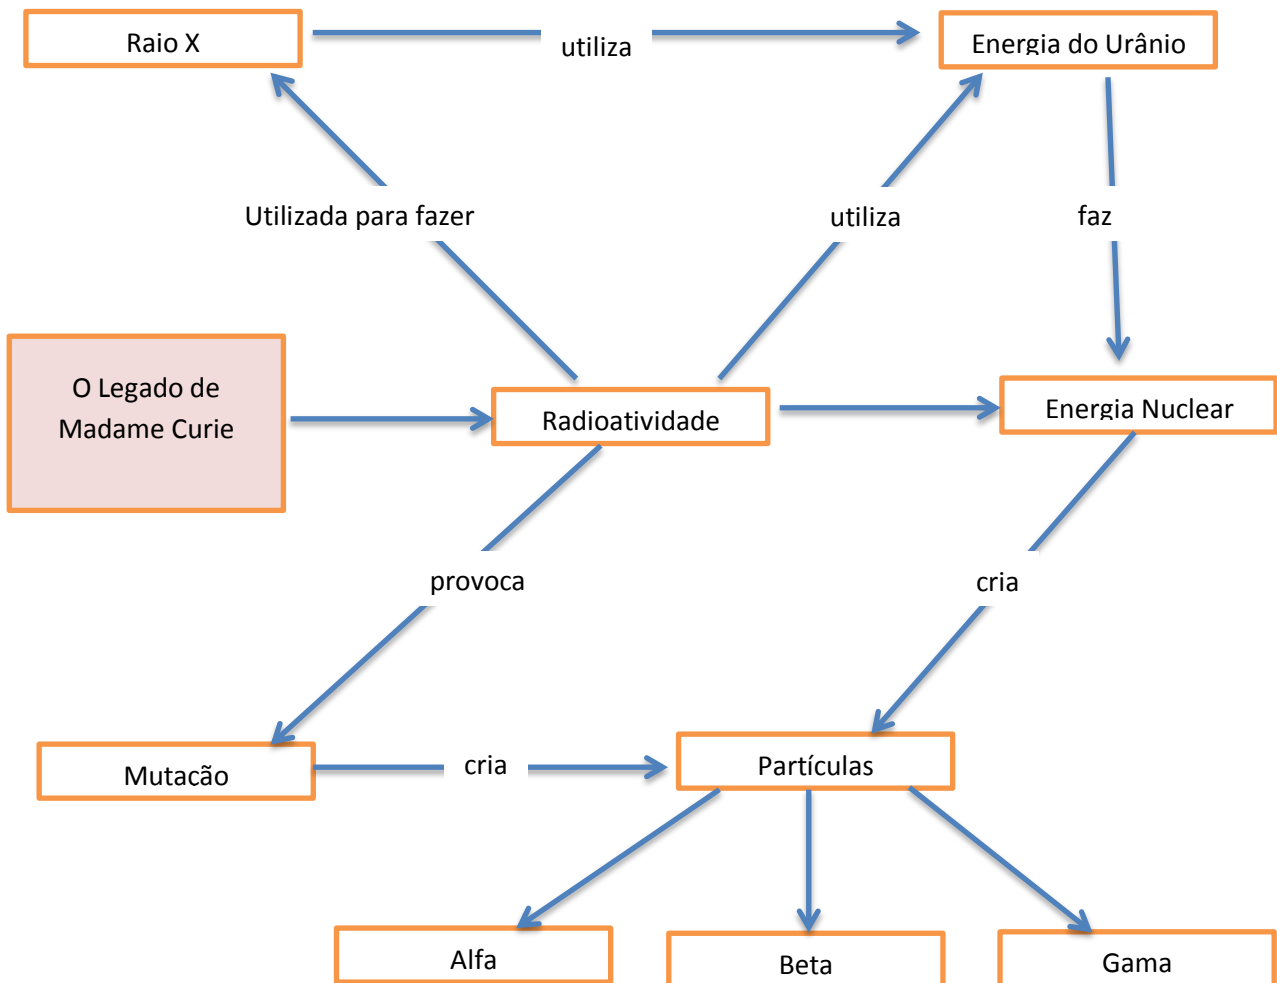 Raio X
utiliza
Energia do Urânio
Utilizada para fazer
utiliza
faz
O Legado de
Madame Curie
Radioatividade
Energia Nuclear
provoca
cria
Mutação
cria
Partículas
Alfa
Beta
Gama